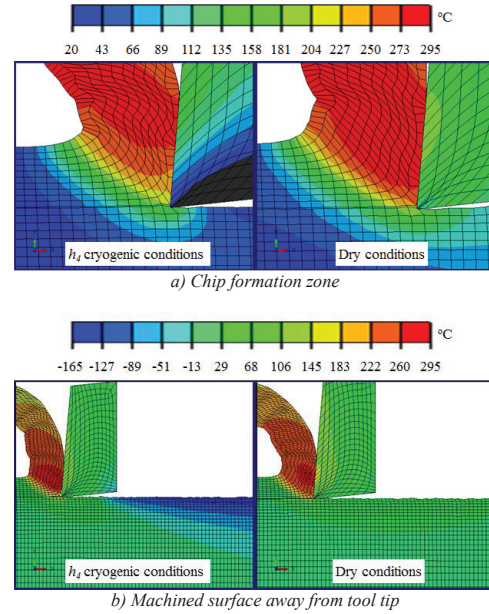 °C
20 43 66 89 112 135 158 181 204 227 250 273 295
h4 cryogenic conditions
Dry conditions
a) Chip formation zone
°C
-165 -127 -89 -51 -13 29 68 106 145 183 222 260 295
h4 cryogenic conditions
Dry conditions
b) Machined surface away from tool tip